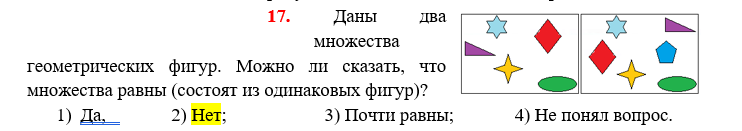 17. Даны два
множества
геометрических фигур. Можно ли сказать, что
множества равны (состоят из одинаковых фигур)?
1) Да, 2) Нет; 3) Почти равны; 4) Не понял вопрос.